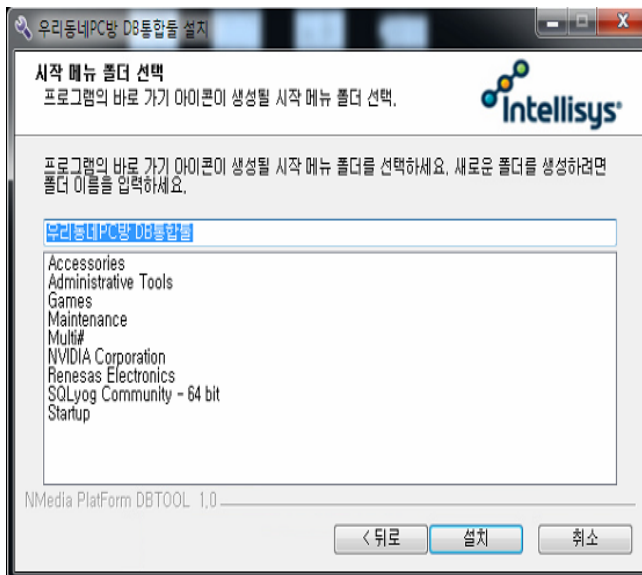 우리동네PC방 DB통합툴 설치
시작 메뉴 폴더 선택
프로그램의 바로 가기 아이콘이 생성될 시작 메뉴 폴더 선택.
Intellisys
프로그램의 바로 가기 아이콘이 생성될 시작 메뉴 폴더를 선택하세요. 새로운 폴더를 생성하려면
폴더 이름을 입력하세요.
우리동네PC방 DB통합툴
Accessories
Administrative Tools
Games
Maintenance
Multi#
NVIDIA Corporation
Renesas Electronics
SQLyog Community - 64 bit
Startup
NMedia PlatForm DBTOOL 1.0
< 뒤로
설치
취소